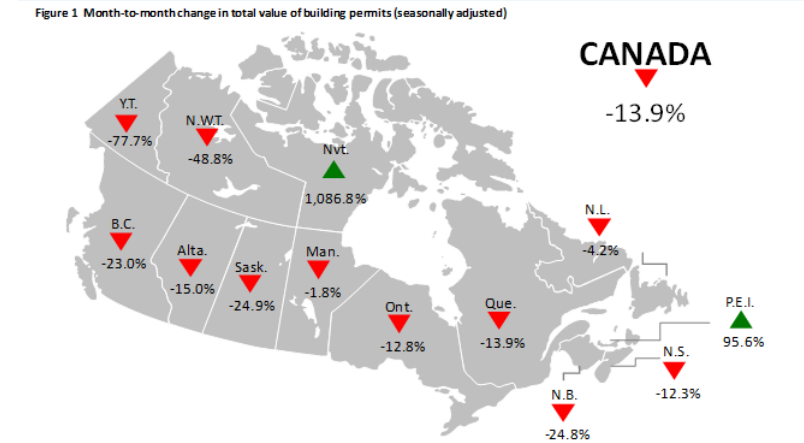 Figure 1 Month-to-month change in total value of building permits (seasonally adjusted)
CANADA
-13.9%
Y.T.
-77.7%
N.W.T.
-48.8%
Nvt.
1,086.8%
B.C.
-23.0%
Alta.
-15.0%
Sask.
-24.9%
Man.
-1.8%
Ont.
-12.8%
Que.
-13.9%
N.L.
-4.2%
P.E.I.
95.6%
N.S.
-12.3%
N.B.
-24.8%